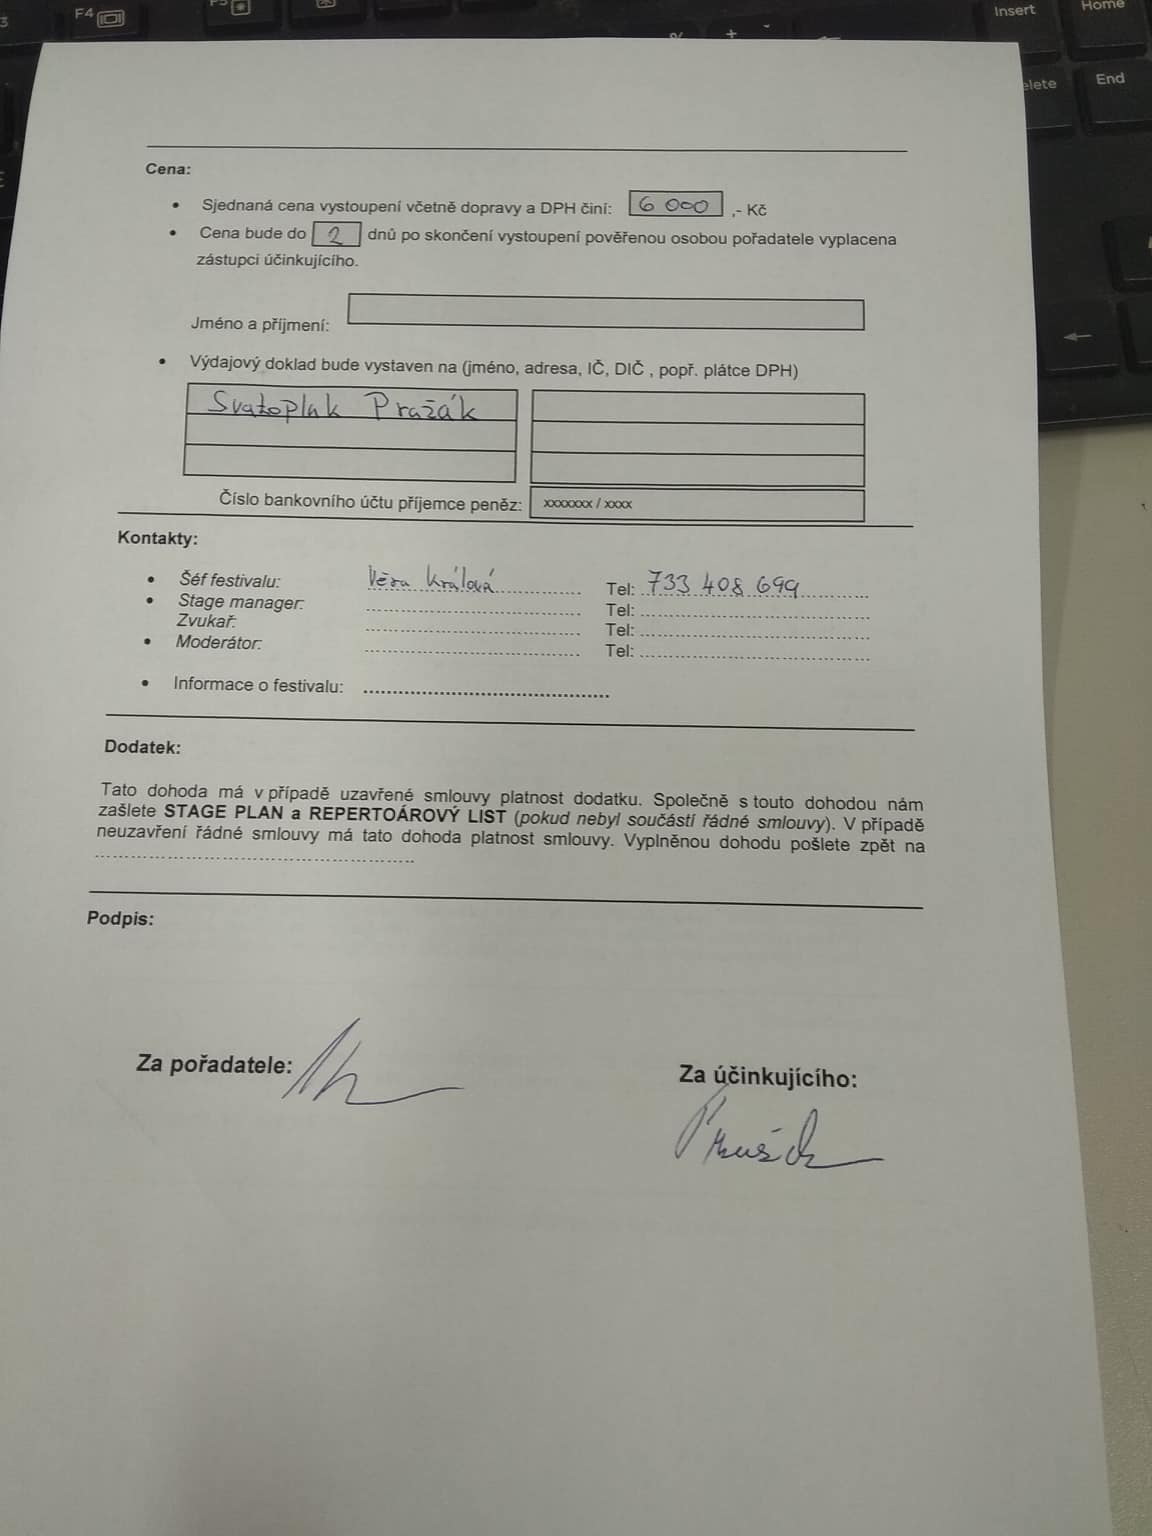 F4
F5
Insert
Home
elete
End
Cena:
• Sjednaná cena vystoupení včetně dopravy a DPH činí: 6 000 ,- Kč
• Cena bude do 2 dnů po skončení vystoupení pověřenou osobou pořadatele vyplacena
zástupci účinkujícího.
Jméno a příjmení:
• Výdajový doklad bude vystaven na (jméno, adresa, IČ, DIČ , popř. plátce DPH)
Svatopluk Pražák
Číslo bankovního účtu příjemce peněz: xxxxxxx / xxxx
Kontakty:
• Šéf festivalu: Věra Králová Tel: 733 408 699
• Stage manager: Tel:
Zvukař: Tel:
• Moderátor: Tel:
• Informace o festivalu:
Dodatek:
Tato dohoda má v případě uzavřené smlouvy platnost dodatku. Společně s touto dohodou nám
zašlete STAGE PLAN a REPERTOÁROVÝ LIST (pokud nebyl součástí řádné smlouvy). V případě
neuzavření řádné smlouvy má tato dohoda platnost smlouvy. Vyplněnou dohodu pošlete zpět na
Podpis:
Za pořadatele:
Za účinkujícího: